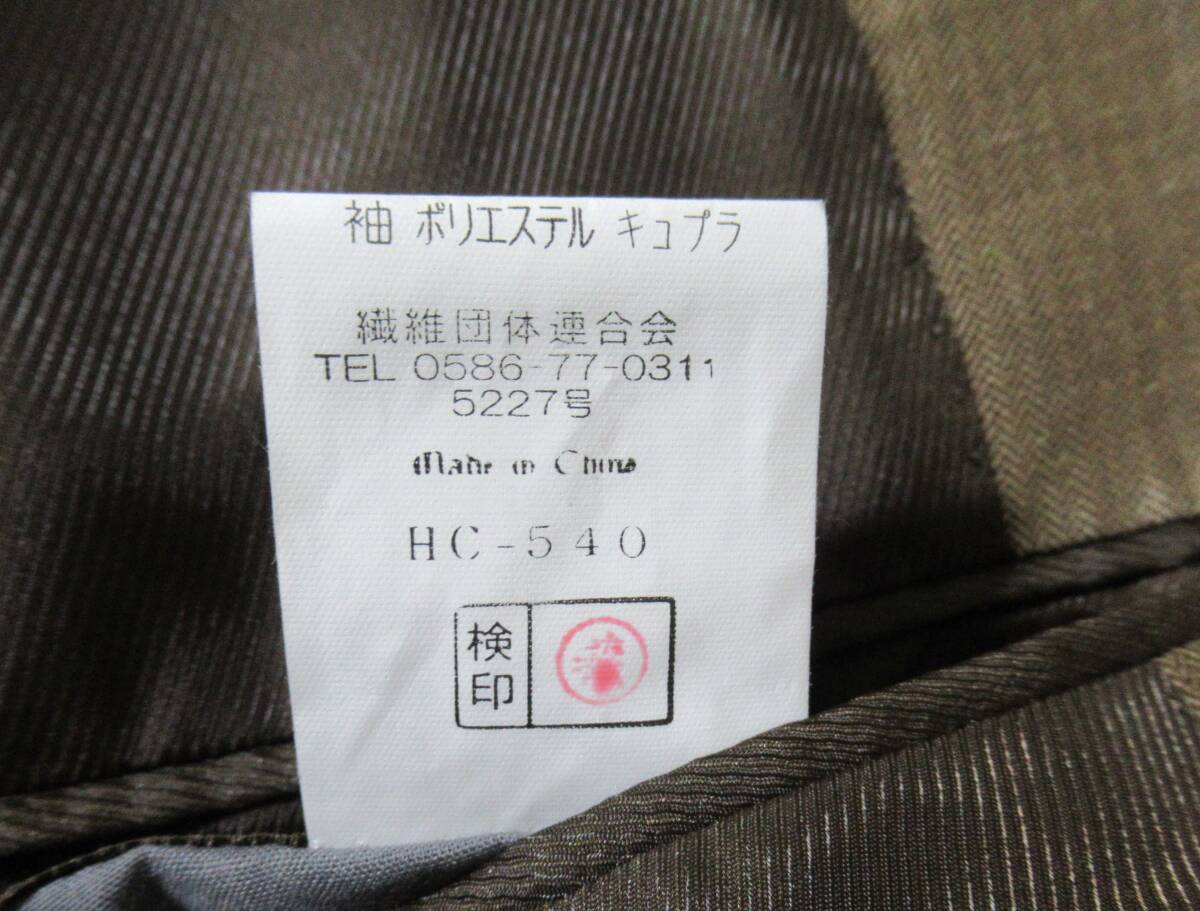 袖 ポリエステル キュプラ
繊維団体連合会
TEL 0586-77-0311
5227号
Made in China
HC-540
検印